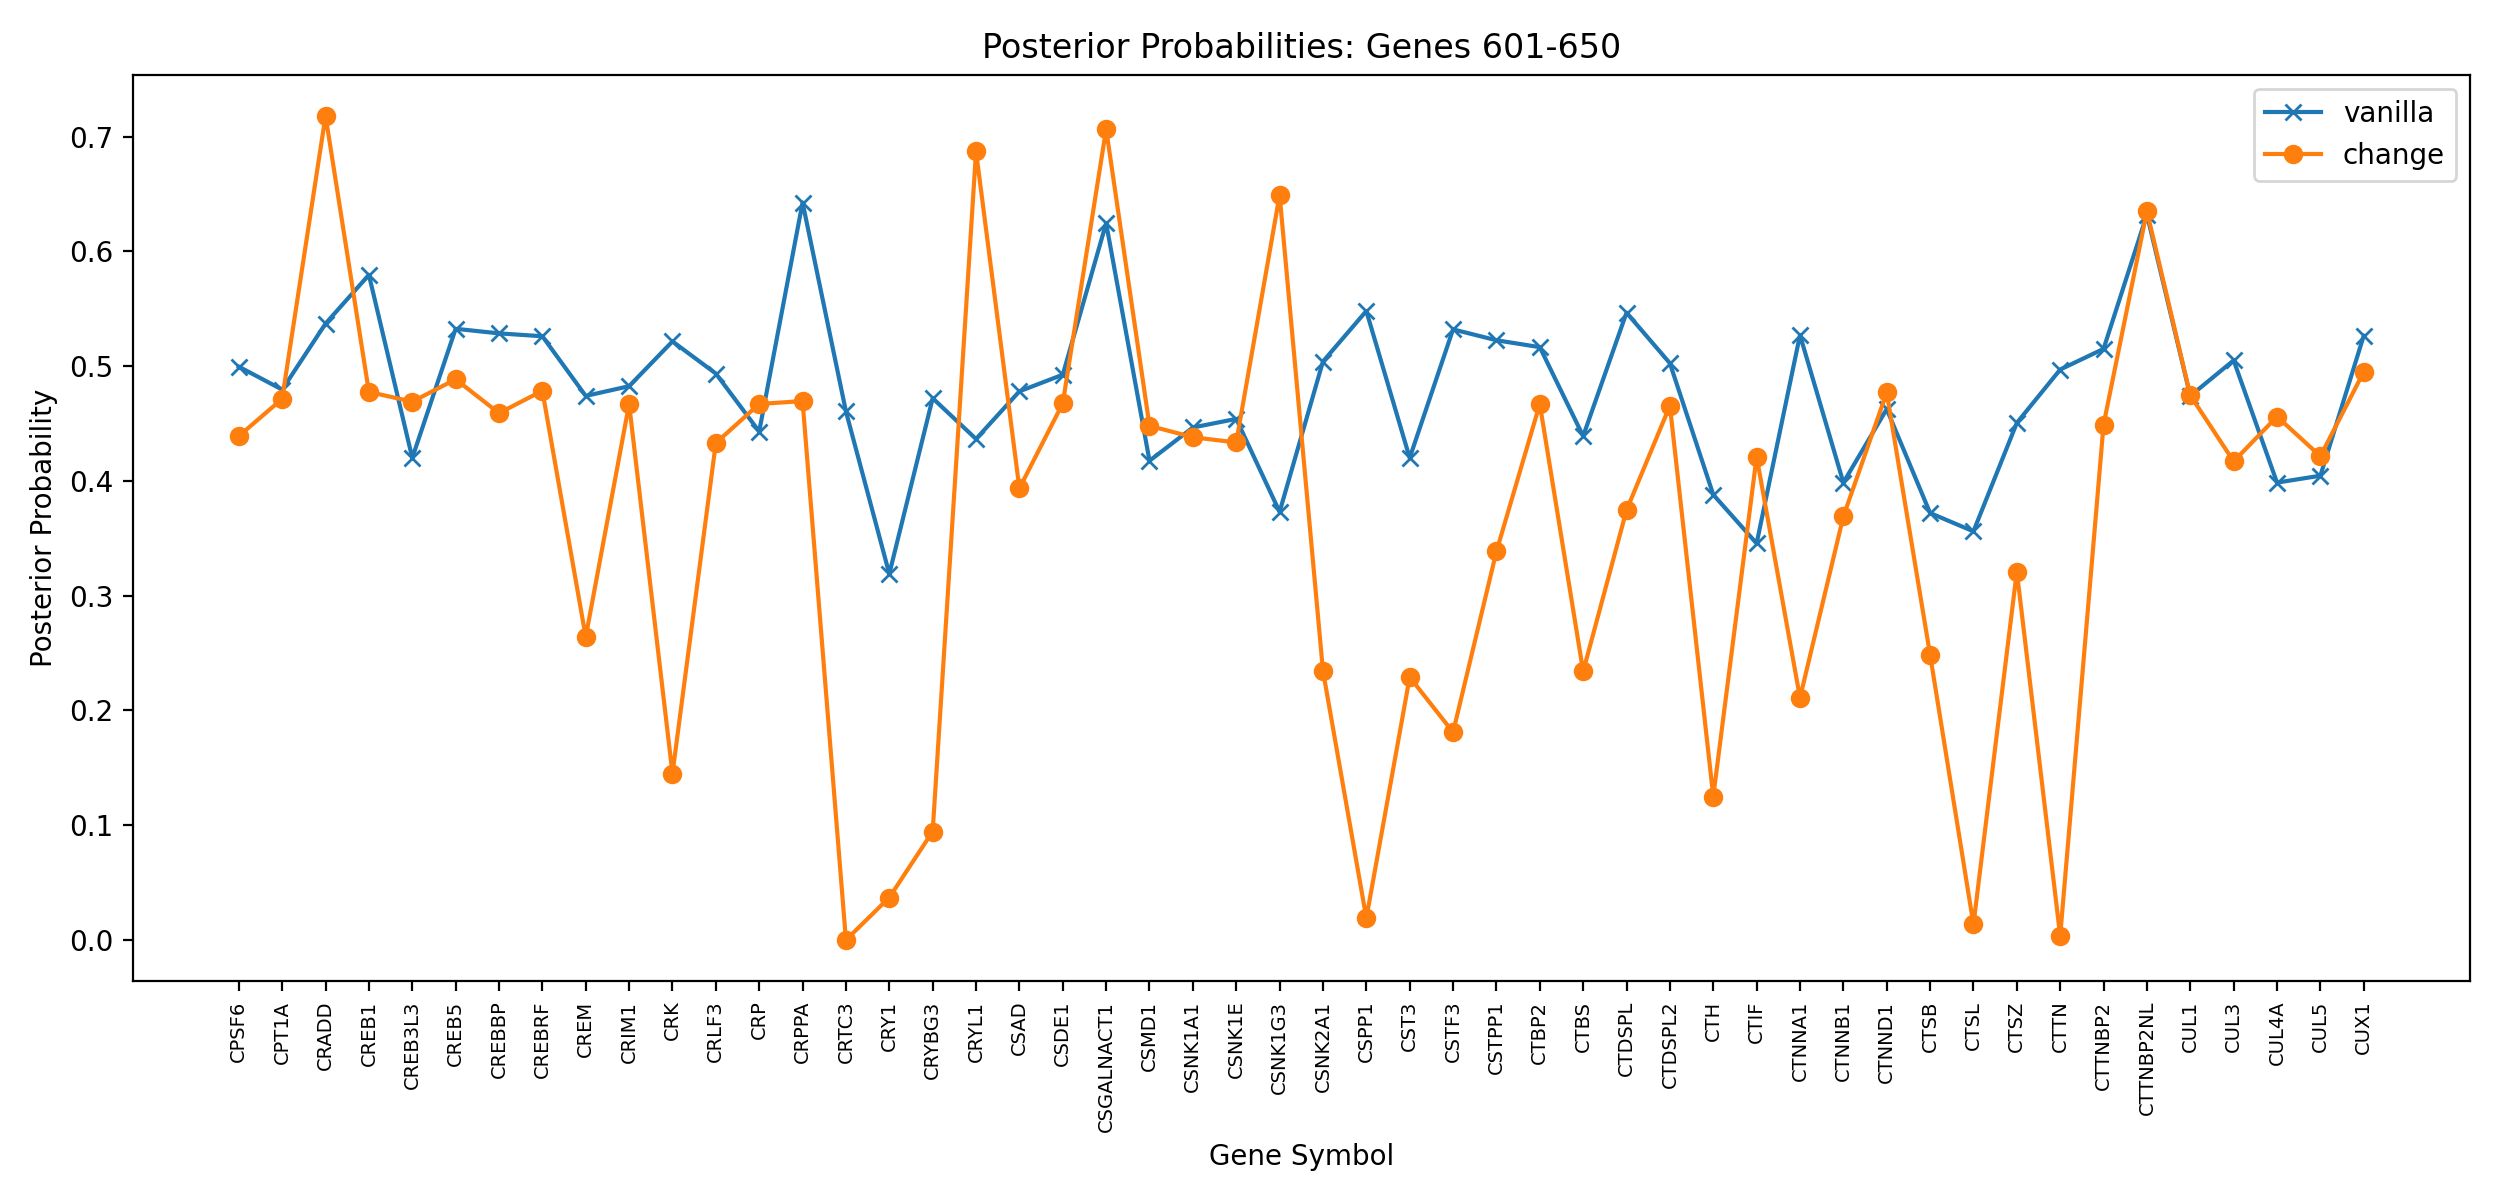 Posterior Probabilities: Genes 601-650
vanilla
change
Posterior Probability
0.7
0.6
0.5
0.4
0.3
0.2
0.1
0.0
CPSF6
CPT1A
CRADD
CREB1
CREB3L3
CREB5
CREBBP
CREBRF
CREM
CRIM1
CRK
CRLF3
CRP
CRPPA
CRTC3
CRY1
CRYBG3
CRYL1
CSAD
CSDE1
CSGALNACT1
CSMD1
CSNK1A1
CSNK1E
CSNK1G3
CSNK2A1
CSPP1
CST3
CSTF3
CSTPP1
CTBP2
CTBS
CTDSPL
CTDSPL2
CTH
CTIF
CTNNA1
CTNNB1
CTNND1
CTSB
CTSL
CTSZ
CTTN
CTTNBP2
CTTNBP2NL
CUL1
CUL3
CUL4A
CUL5
CUX1
Gene Symbol